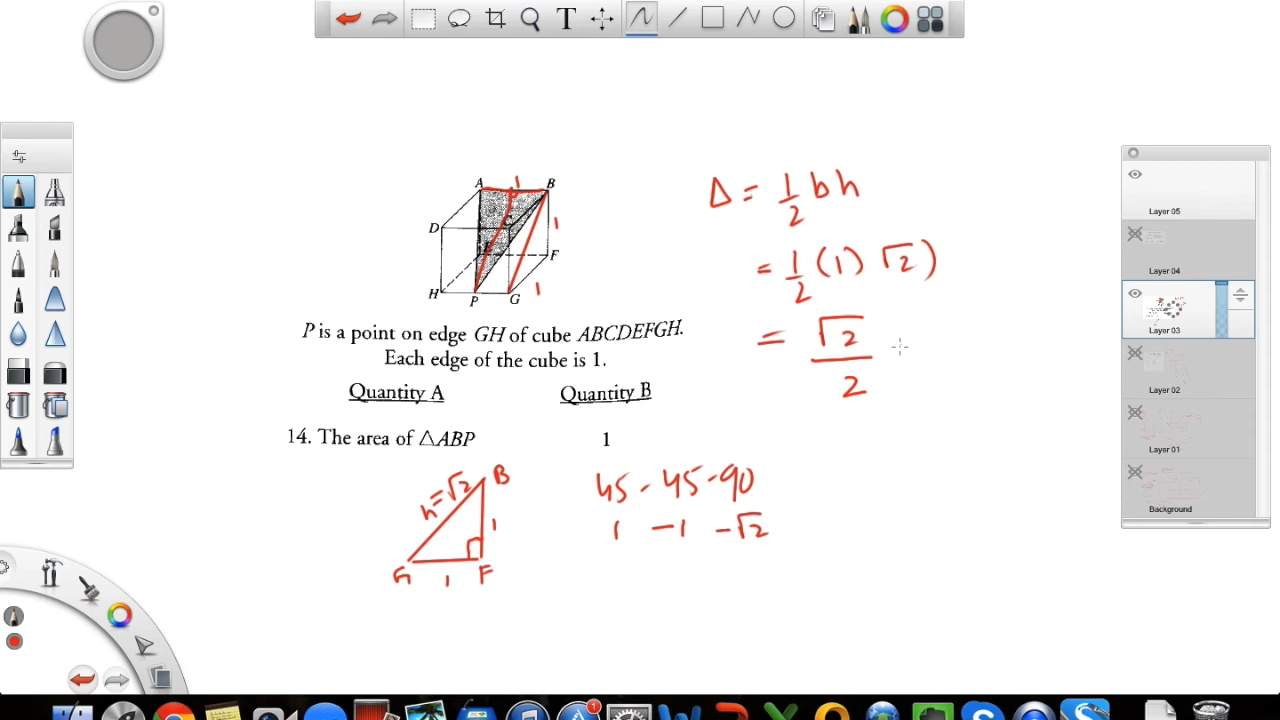 A 1 B
D C 1
E F
H P G 1
P is a point on edge GH of cube ABCDEFGH.
Each edge of the cube is 1.
Quantity A Quantity B
14. The area of △ABP 1
Δ = 1/2 b h
= 1/2 (1) √2)
= √2/2
h=√2 B
1
G 1 F
45 - 45 - 90
1 - 1 - √2
T
Layer 05
Layer 04
Layer 03
Layer 02
Layer 01
Background
1